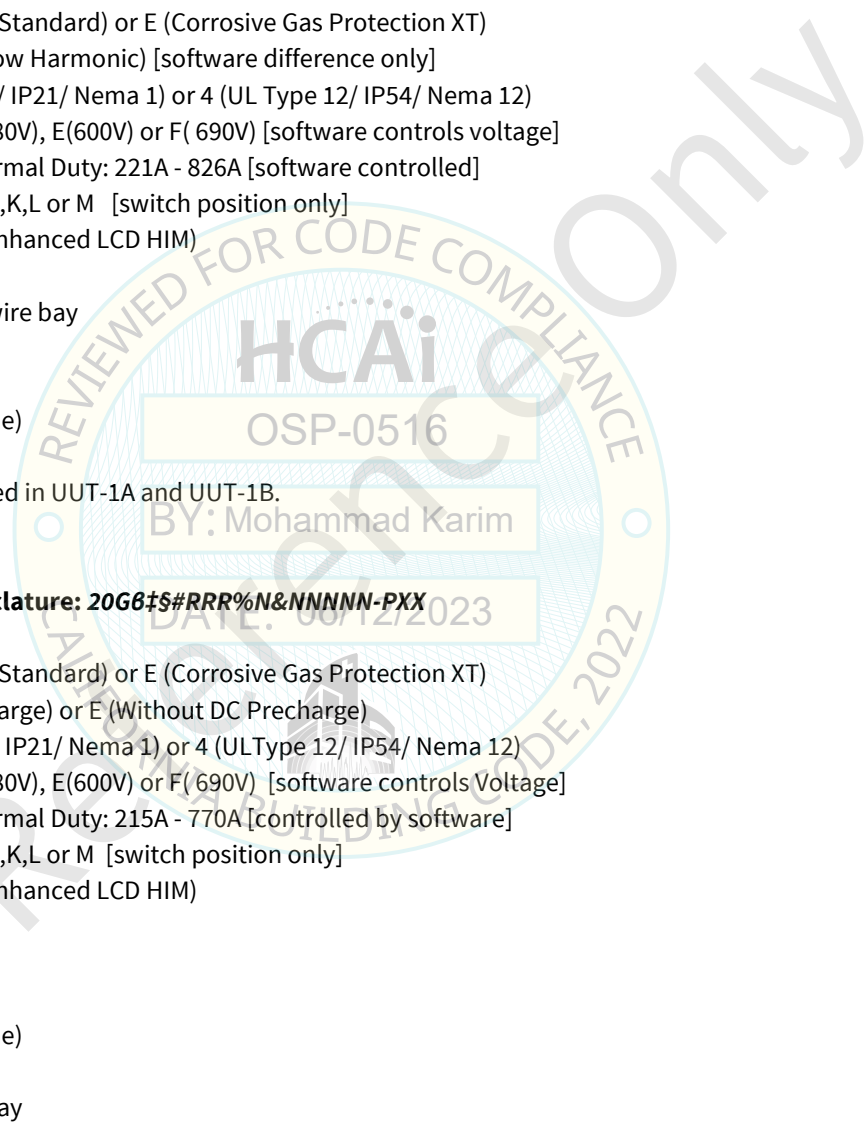 Standard) or E (Corrosive Gas Protection XT)
ow Harmonic) [software difference only]
/ IP21/ Nema 1) or 4 (UL Type 12/ IP54/ Nema 12)
80V), E(600V) or F( 690V) [software controls voltage]
rmal Duty: 221A - 826A [software controlled]
,K,L or M [switch position only]
nhanced LCD HIM)
vire bay
e)
ed in UUT-1A and UUT-1B.
clature: 20Gϐ‡§#RRR%N&NNNNN-PXX
Standard) or E (Corrosive Gas Protection XT)
arge) or E (Without DC Precharge)
IP21/ Nema 1) or 4 (ULType 12/ IP54/ Nema 12)
80V), E(600V) or F( 690V) [software controls Voltage]
rmal Duty: 215A - 770A [controlled by software]
,K,L or M [switch position only]
nhanced LCD HIM)
e)
ay
REVIEWED FOR CODE COMPLIANCE
HCAi
OSP-0516
BY: Mohammad Karim
DATE: 06/12/2023
CALIFORNIA BUILDING CODE, 2022
Reference Only